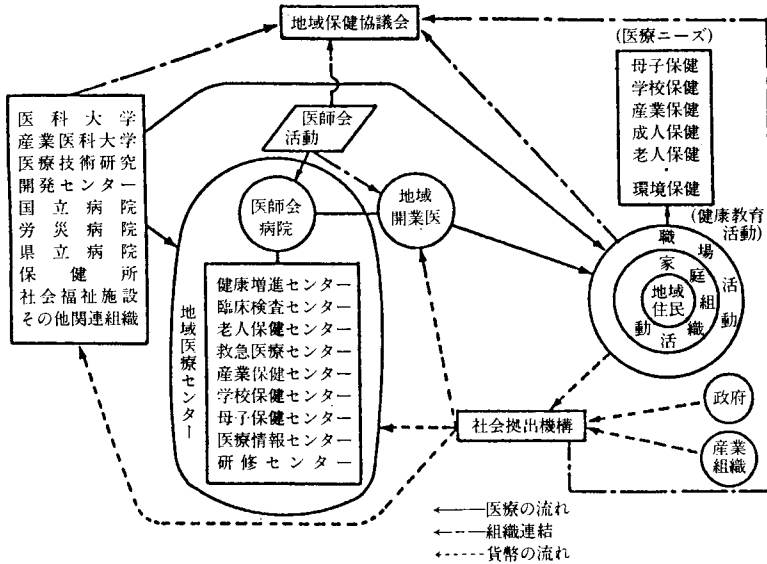 地域保健協議会
(医療ニーズ)
母子保健
学校保健
産業保健
成人保健
老人保健
環境保健
医科大学
産業医科大学
医療技術研究
開発センター
国立病院
労災病院
県立病院
保健所
社会福祉施設
その他関連組織
医師会
活動
医師会
病院
地域
開業医
(健康教育
活動)
職場活動
家庭組織活動
地域
住民
地域医療センター
健康増進センター
臨床検査センター
老人保健センター
救急医療センター
産業保健センター
学校保健センター
母子保健センター
医療情報センター
研修センター
社会拠出機構
政府
産業
組織
医療の流れ
組織連結
貨幣の流れ